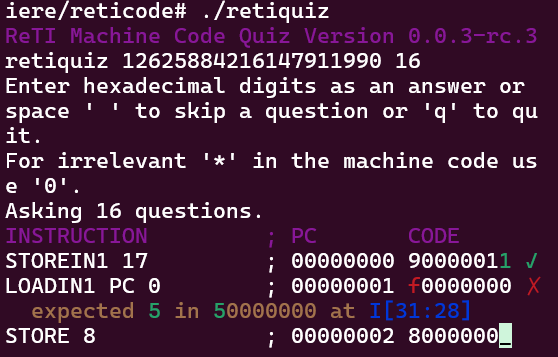 iere/reticode# ./retiquiz
ReTI Machine Code Quiz Version 0.0.3-rc.3
retiquiz 12625884216147911990 16
Enter hexadecimal digits as an answer or
space ' ' to skip a question or 'q' to qu
it.
For irrelevant '*' in the machine code us
e '0'.
Asking 16 questions.
INSTRUCTION ; PC CODE
STOREIN1 17 ; 00000000 90000011 ✓
LOADIN1 PC 0 ; 00000001 f0000000 ✗
expected 5 in 50000000 at I[31:28]
STORE 8 ; 00000002 8000000_